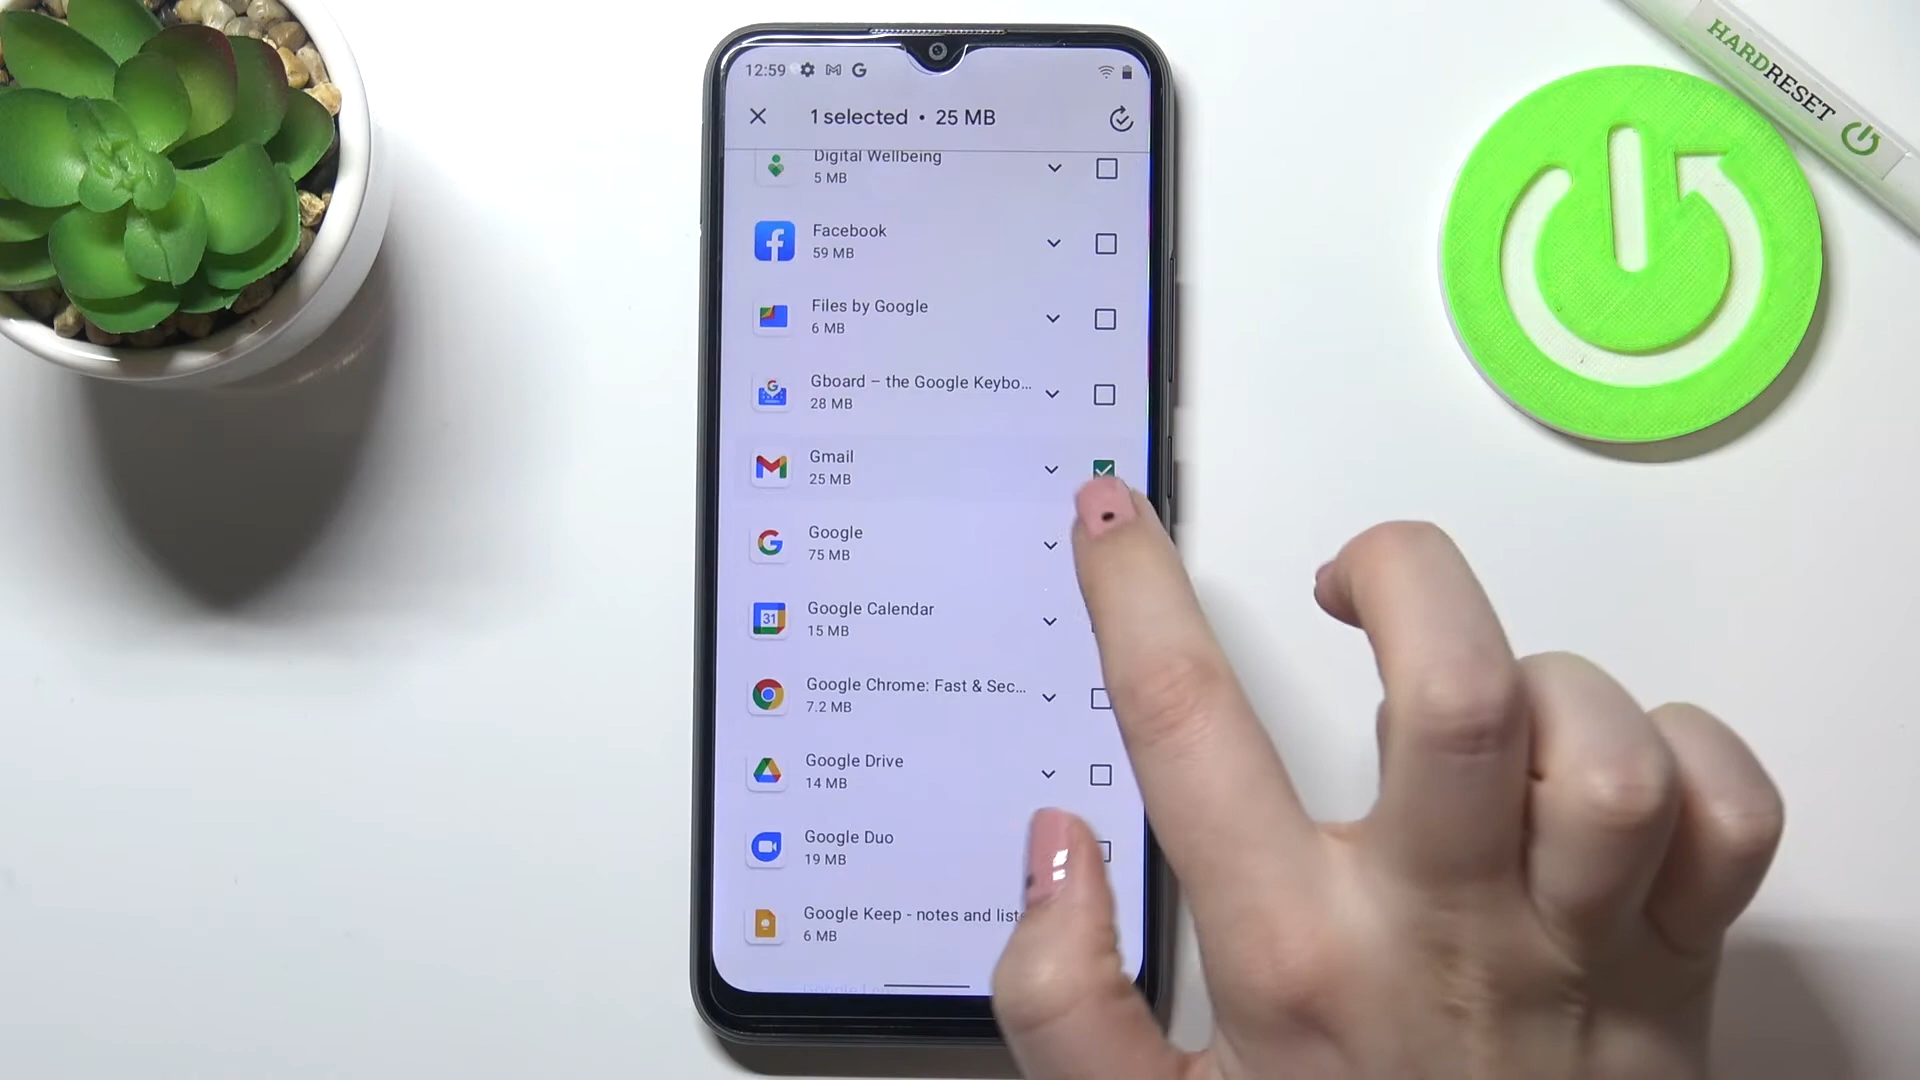 HARDRESET
12:59
1 selected • 25 MB
Digital Wellbeing
5 MB
Facebook
59 MB
Files by Google
6 MB
Gboard – the Google Keybo...
28 MB
Gmail
25 MB
Google
75 MB
Google Calendar
31
15 MB
Google Chrome: Fast & Sec...
7.2 MB
Google Drive
14 MB
Google Duo
19 MB
Google Keep - notes and list
6 MB
Google Lens